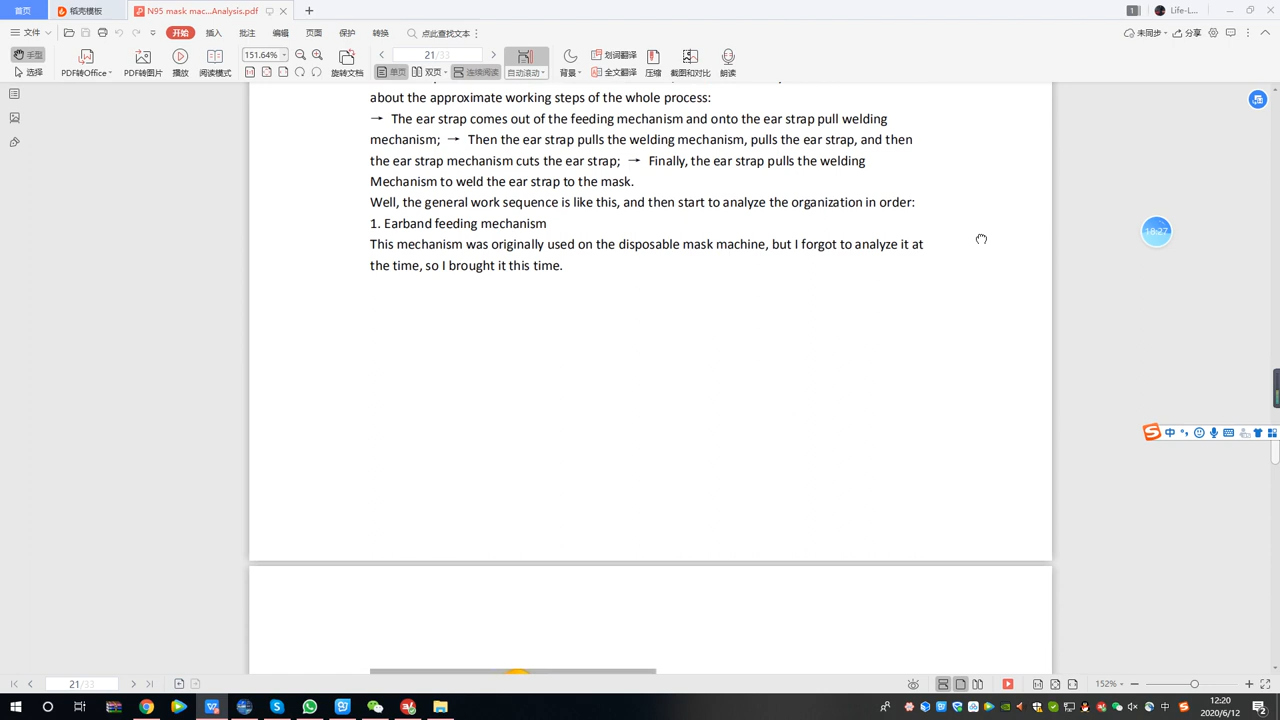 首页
稻壳模板
N95 mask mac...Analysis.pdf
1
Life-L...
文件
开始
插入
批注
编辑
页面
保护
转换
点此查找文本
未同步
分享
手型
选择
PDF转Office
PDF转图片
播放
阅读模式
151.64%
旋转文档
21/33
单页
双页
连续阅读
自动滚动
背景
划词翻译
全文翻译
压缩
截图和对比
朗读
about the approximate working steps of the whole process:
→ The ear strap comes out of the feeding mechanism and onto the ear strap pull welding
mechanism; → Then the ear strap pulls the welding mechanism, pulls the ear strap, and then
the ear strap mechanism cuts the ear strap; → Finally, the ear strap pulls the welding
Mechanism to weld the ear strap to the mask.
Well, the general work sequence is like this, and then start to analyze the organization in order:
1. Earband feeding mechanism
This mechanism was originally used on the disposable mask machine, but I forgot to analyze it at
the time, so I brought it this time.
18:27
中
21/33
152%
中
12:20
2020/6/12
2